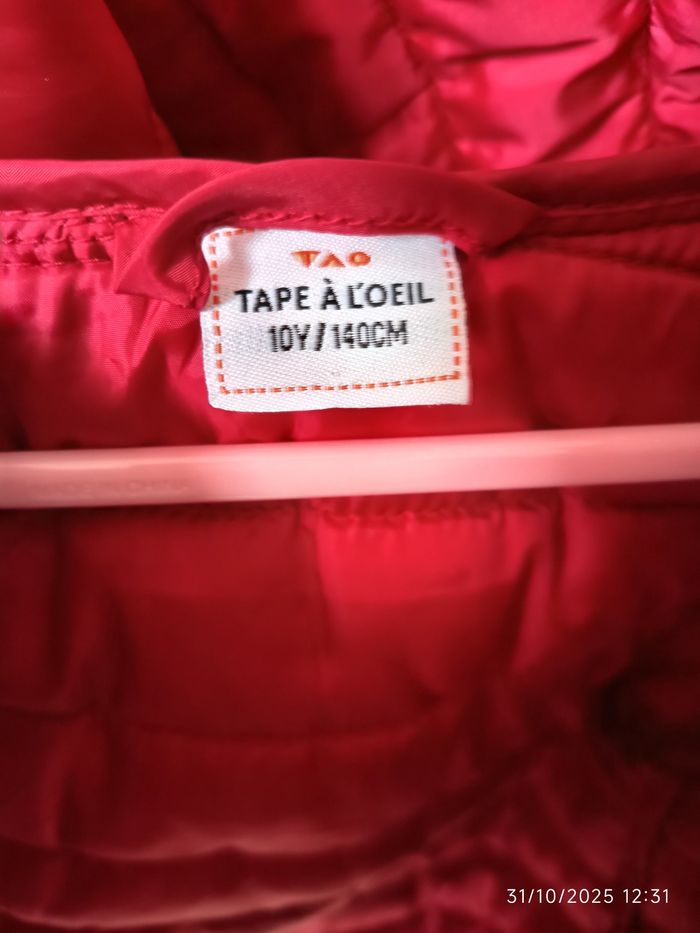 TAO
TAPE À L'OEIL
10Y/140CM
31/10/2025 12:31